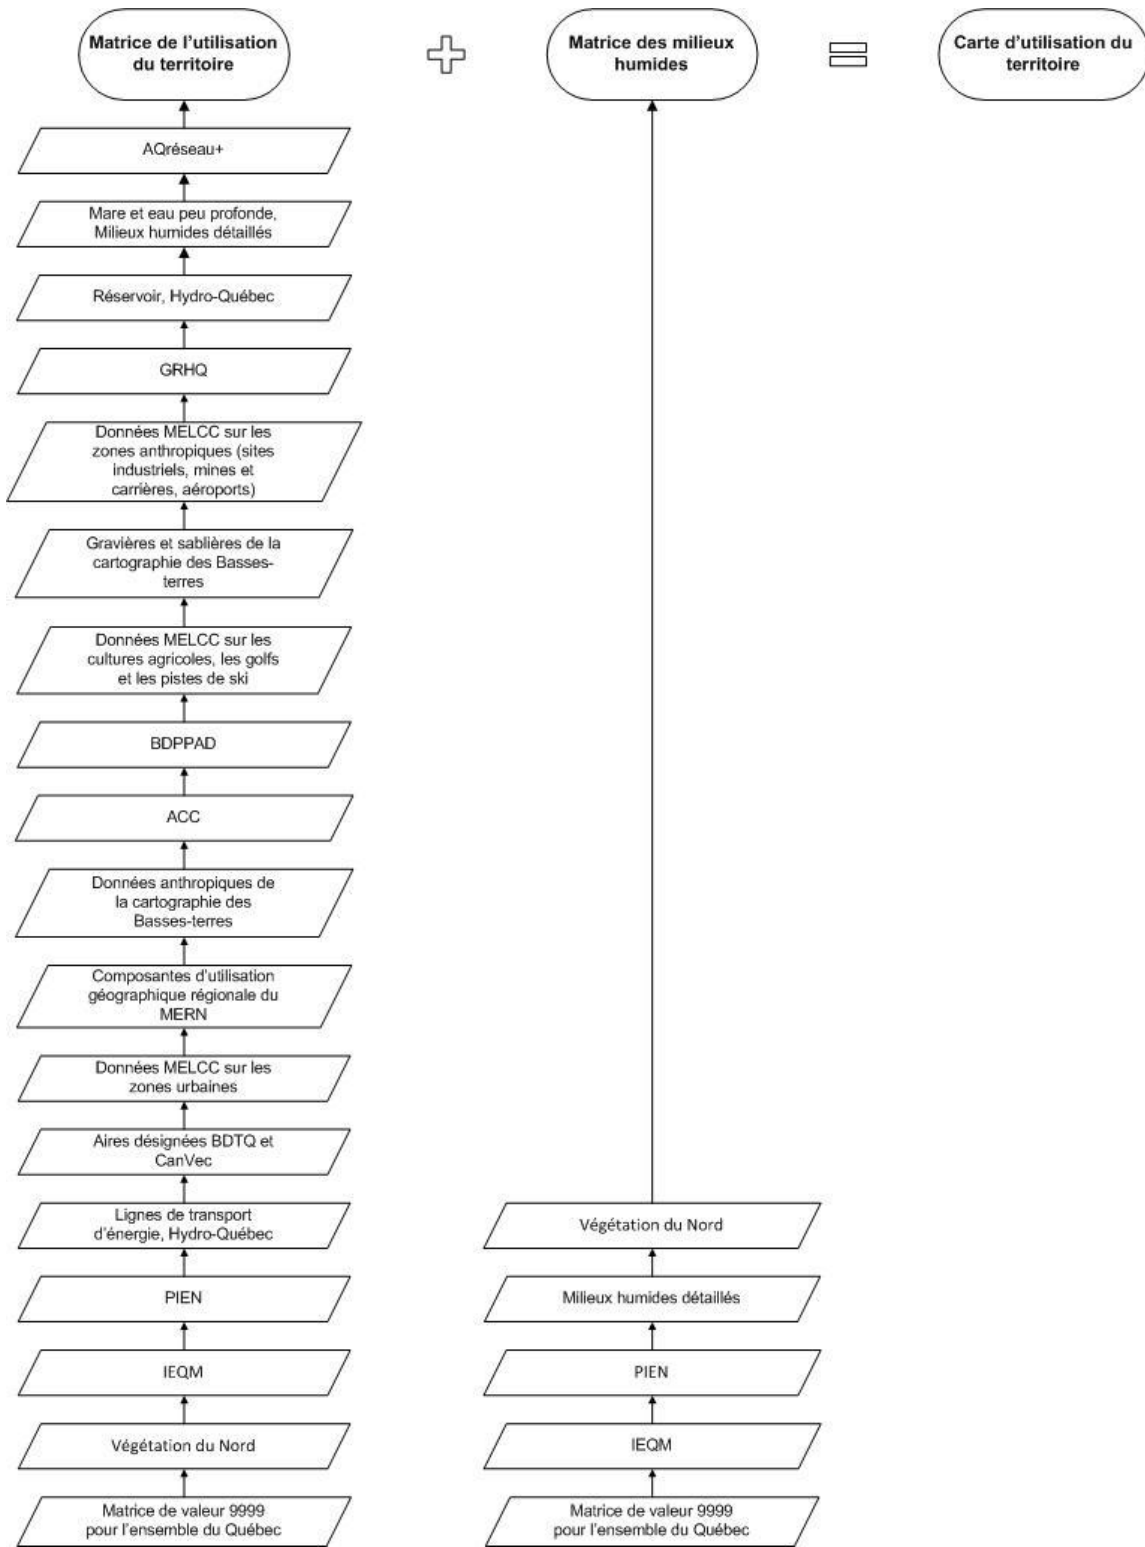 Matrice de l'utilisation
du territoire
Matrice des milieux
humides
Carte d'utilisation du
territoire
AQréseau+
Mare et eau peu profonde,
Milieux humides détaillés
Réservoir, Hydro-Québec
GRHQ
Données MELCC sur les
zones anthropiques (sites
industriels, mines et
carrières, aéroports)
Gravières et sablières de la
cartographie des Basses-
terres
Données MELCC sur les
cultures agricoles, les golfs
et les pistes de ski
BDPPAD
ACC
Données anthropiques de
la cartographie des
Basses-terres
Composantes d'utilisation
géographique régionale du
MERN
Données MELCC sur les
zones urbaines
Aires désignées BDTQ et
CanVec
Lignes de transport
d'énergie, Hydro-Québec
PIEN
IEQM
Végétation du Nord
Matrice de valeur 9999
pour l'ensemble du Québec
Végétation du Nord
Milieux humides détaillés
PIEN
IEQM
Matrice de valeur 9999
pour l'ensemble du Québec